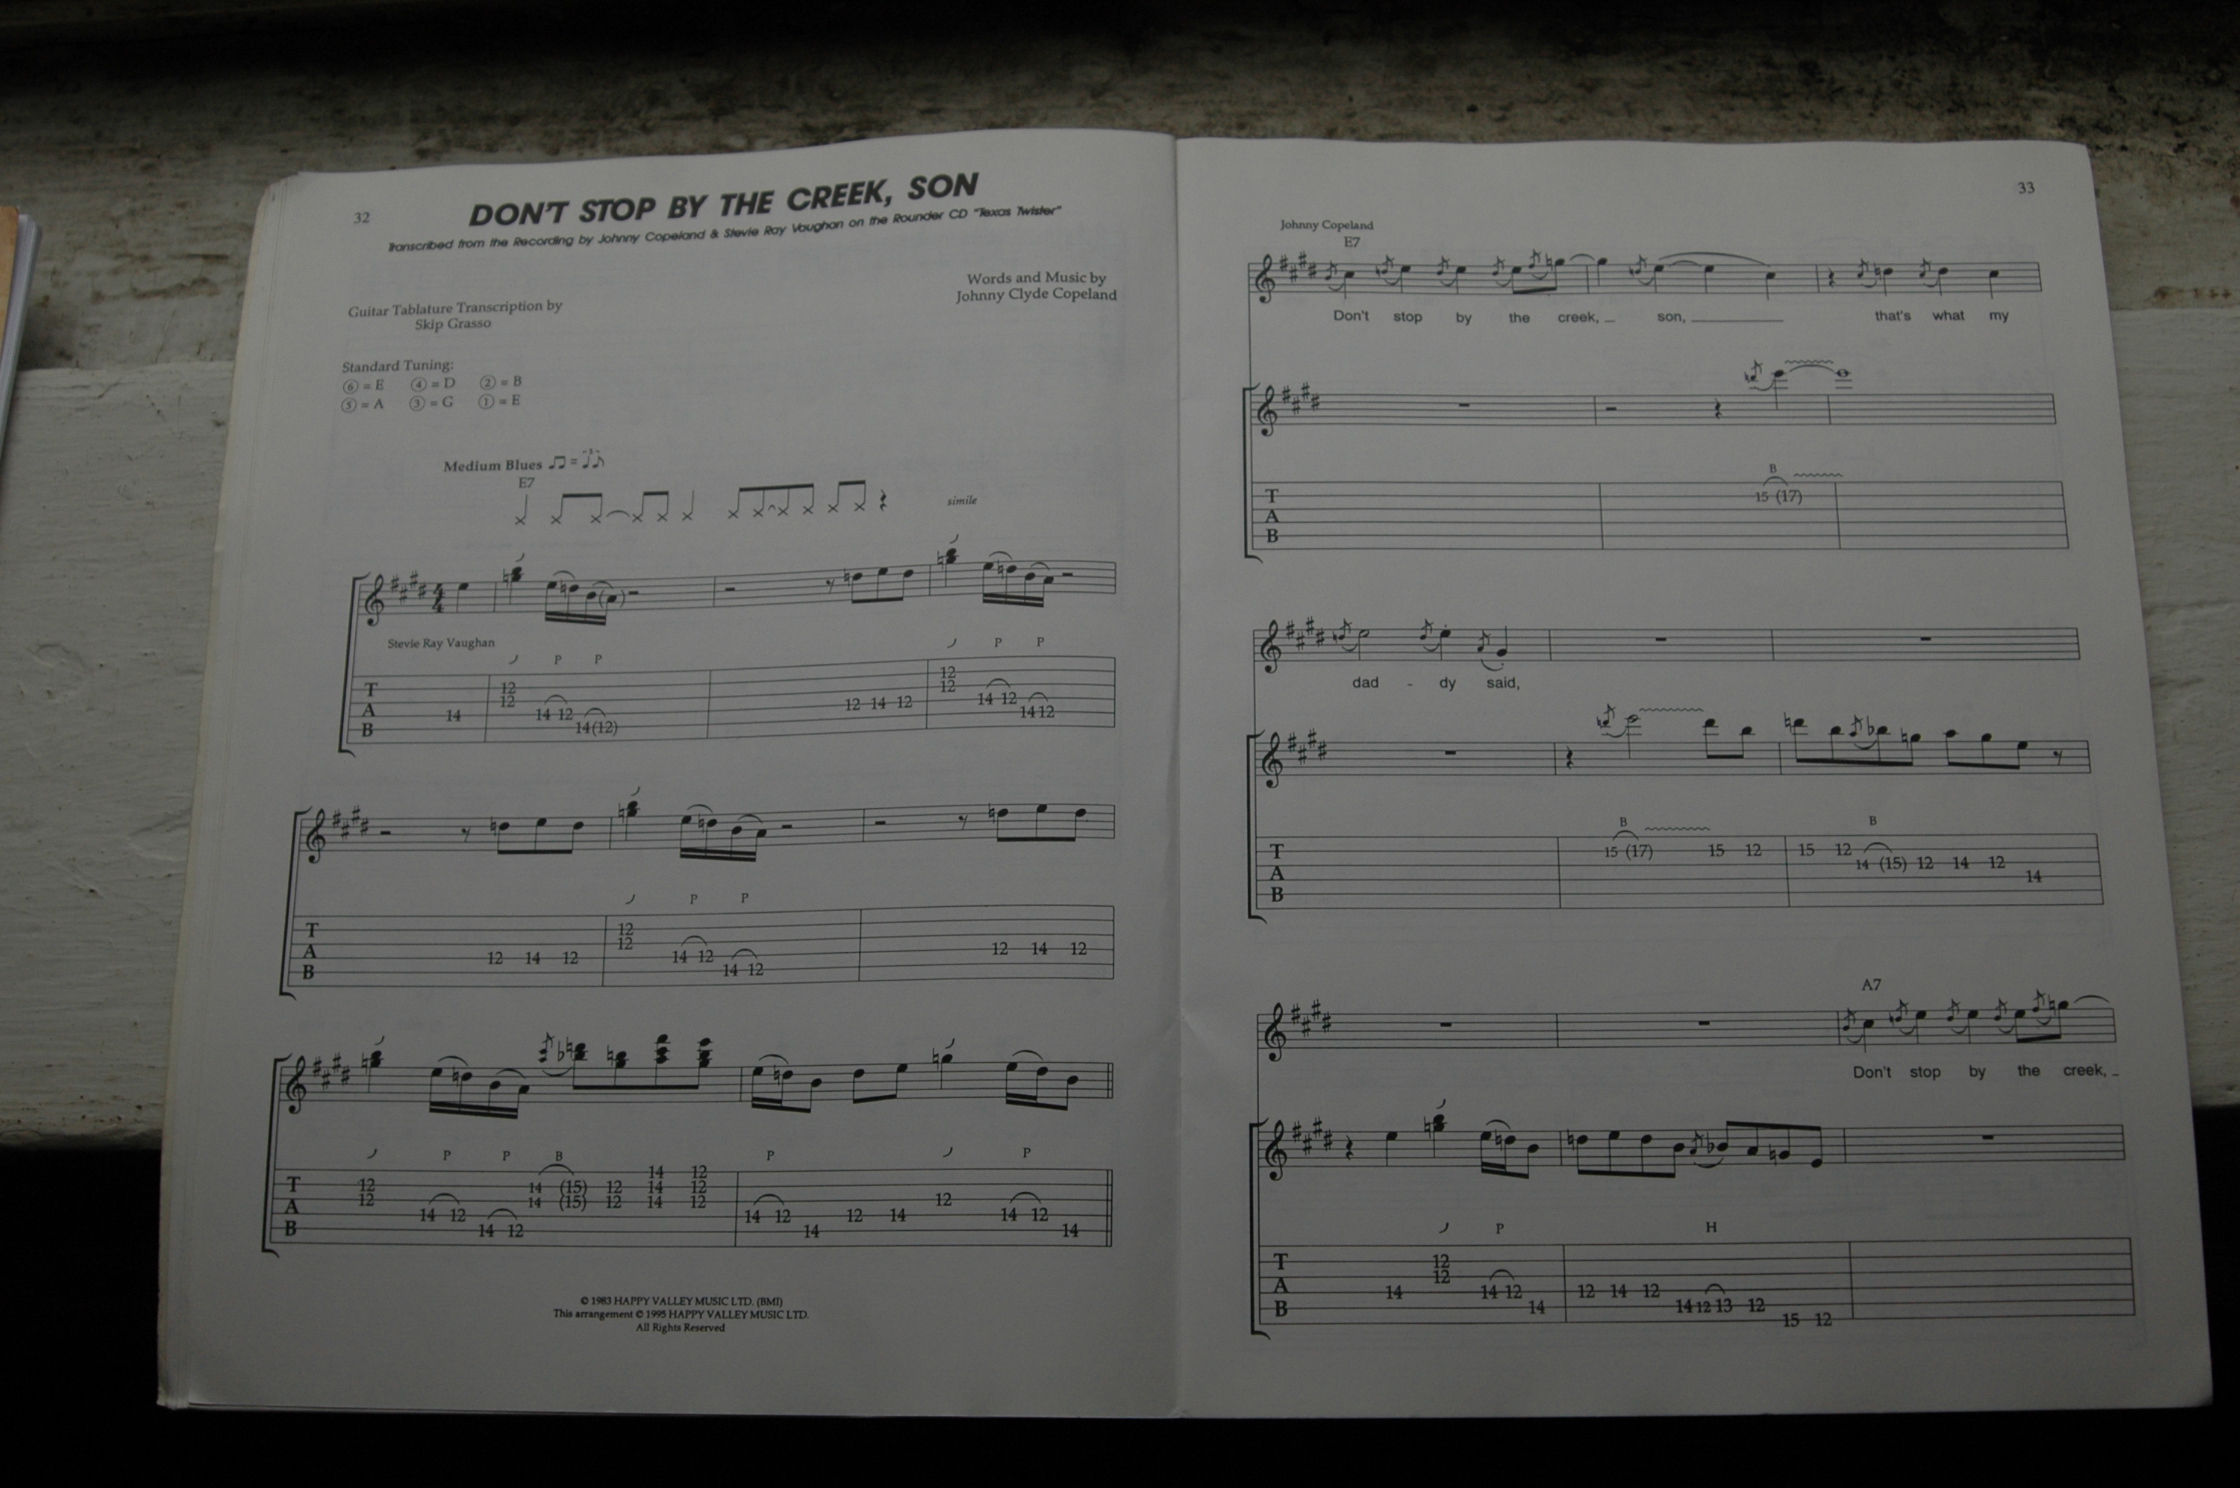 32
DON'T STOP BY THE CREEK, SON
Transcribed from the Recording by Johnny Copeland & Stevie Ray Vaughan on the Rounder CD "Texas Twister"
Words and Music by
Johnny Clyde Copeland
Guitar Tablature Transcription by
Skip Grasso
Standard Tuning:
⑥ = E ④ = D ② = B
⑤ = A ③ = G ① = E
Medium Blues
E7
simile
4
4
Stevie Ray Vaughan
P P P P
T
A
B
14 12 12 14 12 14(12) 12 14 12 12 12 14 12 14 12
P P
T
A
B
12 14 12 12 12 14 12 14 12 12 14 12
P P B P P
T
A
B
12 12 14 12 14 12 14 14 (15) (15) 12 12 14 14 14 12 12 12 14 12 14 12 14 12 14 12 14
© 1983 HAPPY VALLEY MUSIC LTD. (BMI)
This arrangement © 1995 HAPPY VALLEY MUSIC LTD.
All Rights Reserved
33
Johnny Copeland
E7
Don't stop by the creek, son, that's what my
B
T
A
B
15 (17)
dad - dy said,
B B
T
A
B
15 (17) 15 12 15 12 14 (15) 12 14 12 14
A7
Don't stop by the creek,
P H
T
A
B
14 12 12 14 12 14 12 14 12 14 12 13 12 15 12